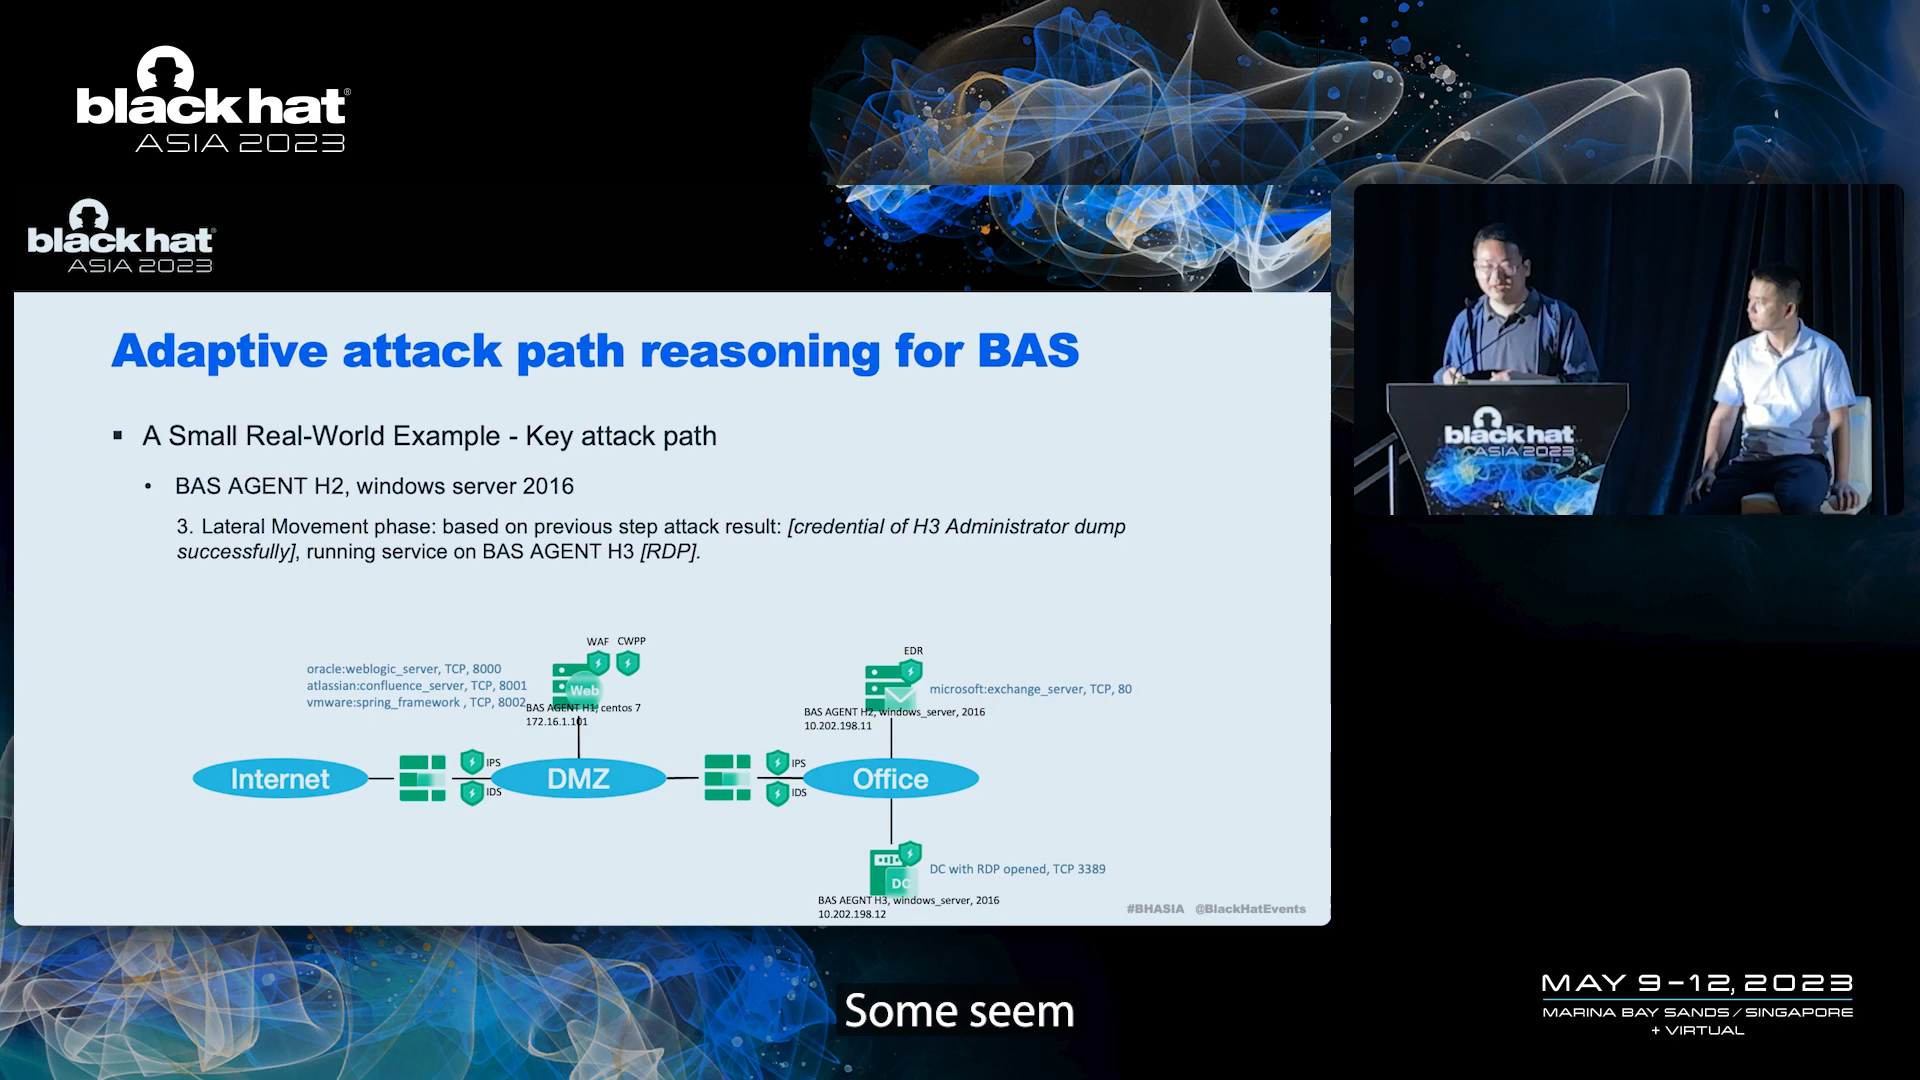 black hat®
ASIA 2023
black hat
ASIA 2023
Adaptive attack path reasoning for BAS
▪ A Small Real-World Example - Key attack path
• BAS AGENT H2, windows server 2016
3. Lateral Movement phase: based on previous step attack result: [credential of H3 Administrator dump
successfully], running service on BAS AGENT H3 [RDP].
WAF CWPP
oracle:weblogic_server, TCP, 8000
atlassian:confluence_server, TCP, 8001
vmware:spring_framework , TCP, 8002
Web
BAS AGENT H1, centos 7
172.16.1.101
EDR
microsoft:exchange_server, TCP, 80
BAS AGENT H2, windows_server, 2016
10.202.198.11
Internet
IPS
IDS
DMZ
IPS
IDS
Office
DC
DC with RDP opened, TCP 3389
BAS AEGNT H3, windows_server, 2016
10.202.198.12
#BHASIA @BlackHatEvents
black hat
ASIA 2023
Some seem
MAY 9-12, 2023
MARINA BAY SANDS / SINGAPORE
+ VIRTUAL